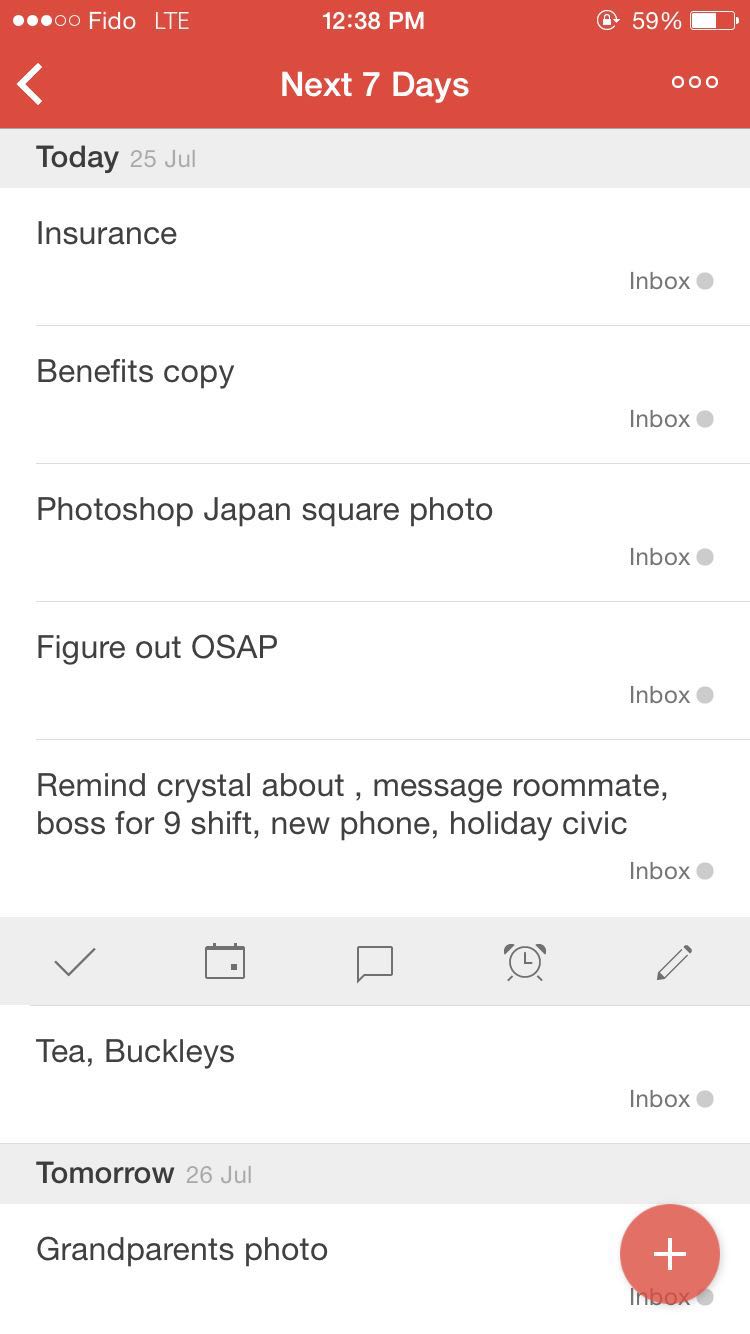 Fido LTE 12:38 PM 59%
Next 7 Days
Today 25 Jul
Insurance
Inbox
Benefits copy
Inbox
Photoshop Japan square photo
Inbox
Figure out OSAP
Inbox
Remind crystal about , message roommate,
boss for 9 shift, new phone, holiday civic
Inbox
Tea, Buckleys
Inbox
Tomorrow 26 Jul
Grandparents photo
Inbox